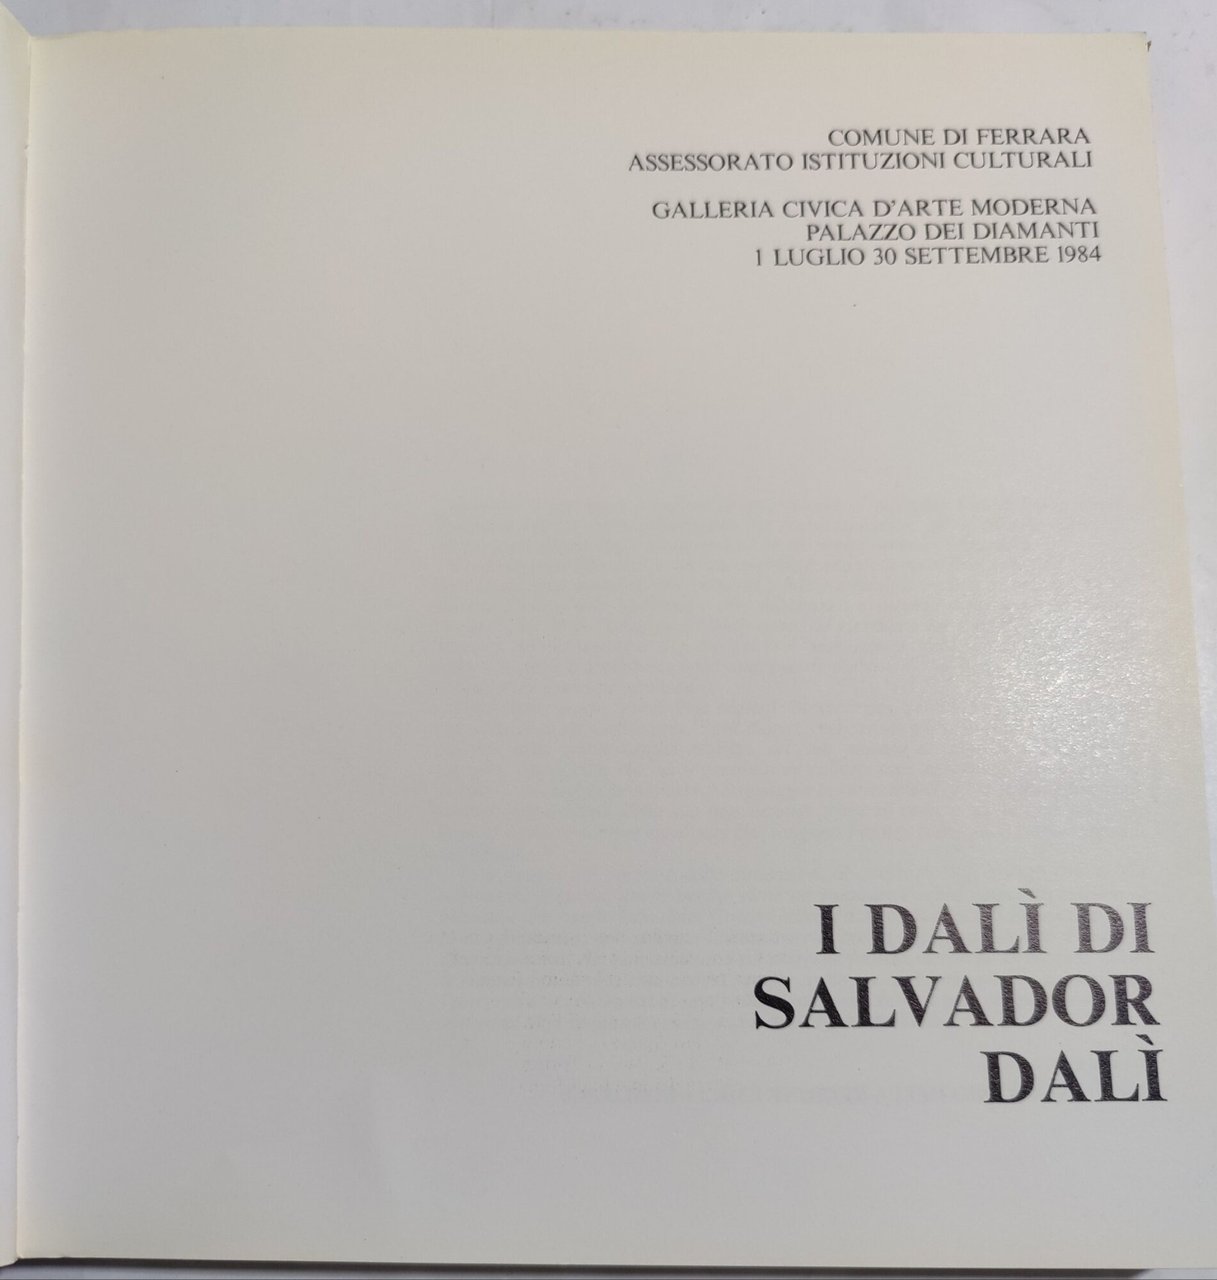 COMUNE DI FERRARA
ASSESSORATO ISTITUZIONI CULTURALI
GALLERIA CIVICA D'ARTE MODERNA
PALAZZO DEI DIAMANTI
1 LUGLIO 30 SETTEMBRE 1984
I DALÌ DI
SALVADOR
DALÌ